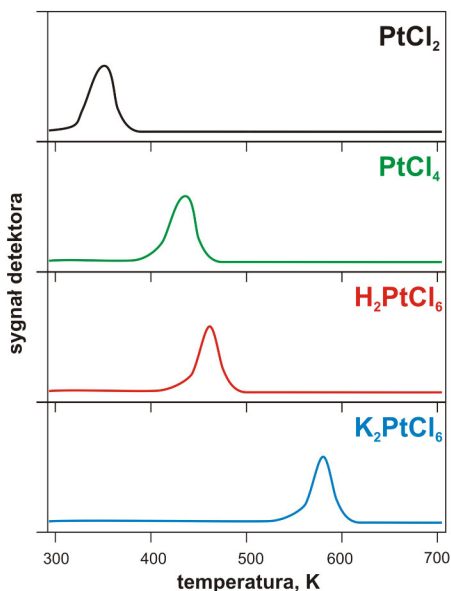 PtCl₂
PtCl₄
H₂PtCl₆
K₂PtCl₆
sygnał detektora
300 400 500 600 700
temperatura, K